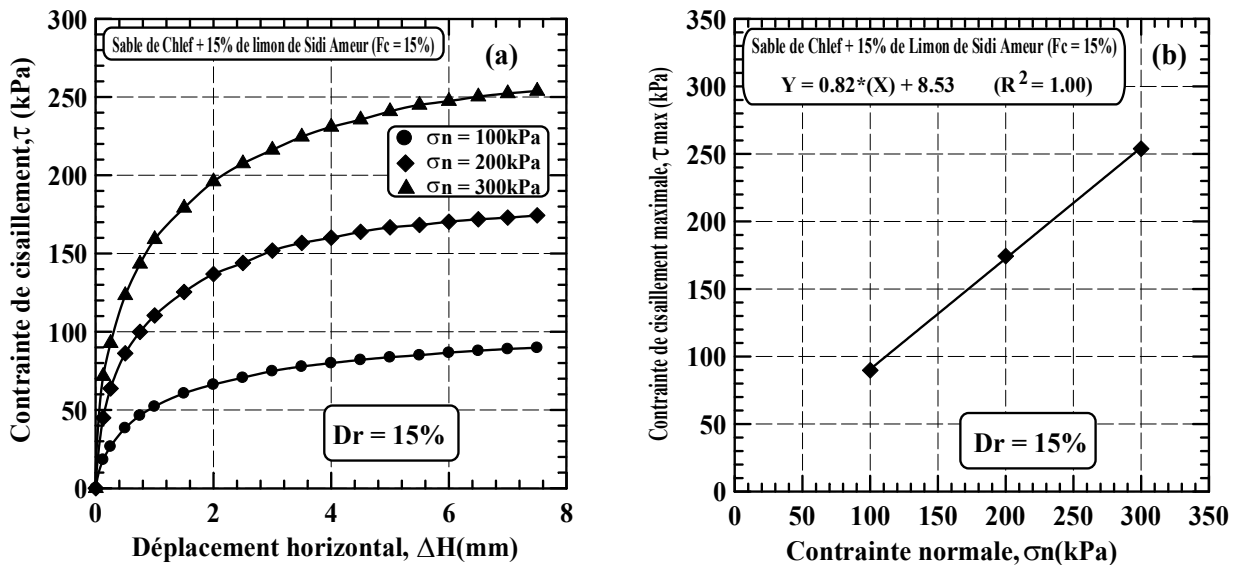 Sable de Chlef + 15% de limon de Sidi Ameur (Fc = 15%)
(a)
σn = 100kPa
σn = 200kPa
σn = 300kPa
Dr = 15%
Contrainte de cisaillement,τ (kPa)
300
250
200
150
100
50
0
0 2 4 6 8
Déplacement horizontal, ΔH(mm)
Sable de Chlef + 15% de Limon de Sidi Ameur (Fc = 15%)
Y = 0.82*(X) + 8.53 (R² = 1.00)
(b)
Dr = 15%
Contrainte de cisaillement maximale, τmax (kPa)
350
300
250
200
150
100
50
0
0 50 100 150 200 250 300 350
Contrainte normale, σn(kPa)